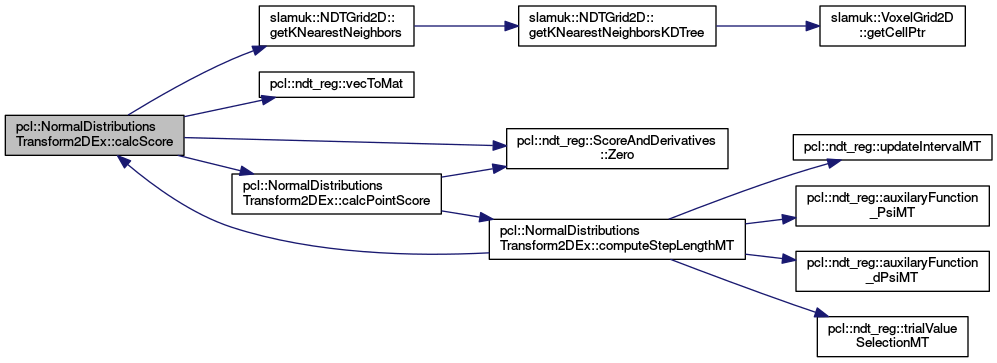 slamuk::NDTGrid2D::
getKNearestNeighbors
slamuk::NDTGrid2D::
getKNearestNeighborsKDTree
slamuk::VoxelGrid2D
::getCellPtr
pcl::ndt_reg::vecToMat
pcl::NormalDistributions
Transform2DEx::calcScore
pcl::ndt_reg::ScoreAndDerivatives
::Zero
pcl::ndt_reg::updateIntervalMT
pcl::NormalDistributions
Transform2DEx::calcPointScore
pcl::ndt_reg::auxilaryFunction
_PsiMT
pcl::NormalDistributions
Transform2DEx::computeStepLengthMT
pcl::ndt_reg::auxilaryFunction
_dPsiMT
pcl::ndt_reg::trialValue
SelectionMT